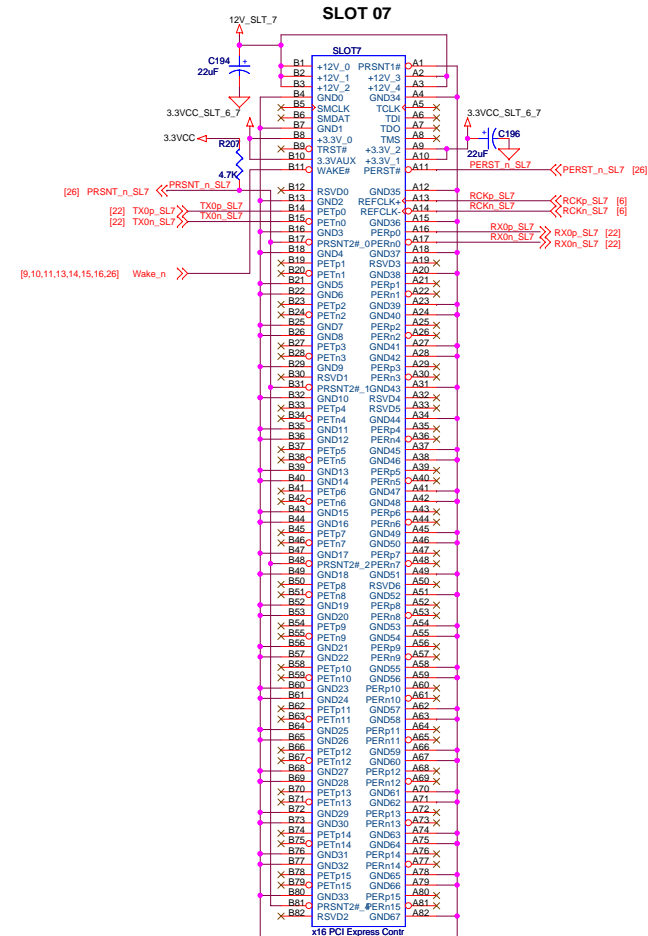 SLOT 07
12V_SLT_7
SLOT7
C194
22uF
B1 +12V_0 PRSNT1# A1
B2 +12V_1 +12V_3 A2
B3 +12V_2 +12V_4 A3
B4 GND0 GND34 A4
B5 SMCLK TCLK A5
3.3VCC_SLT_6_7
B6 SMDAT TDI A6
3.3VCC_SLT_6_7
B7 GND1 TDO A7
3.3VCC
B8 +3.3V_0 TMS A8
C196
22uF
R207
4.7K
B9 TRST# +3.3V_2 A9
B10 3.3VAUX +3.3V_1 A10
B11 WAKE# PERST# A11 PERST_n_SL7 PERST_n_SL7 [26]
[26] PRSNT_n_SL7 PRSNT_n_SL7
B12 RSVD0 GND35 A12
B13 GND2 REFCLK+ A13 RCKp_SL7 RCKp_SL7 [6]
[22] TX0p_SL7 TX0p_SL7 B14 PETp0 REFCLK- A14 RCKn_SL7 RCKn_SL7 [6]
[22] TX0n_SL7 TX0n_SL7 B15 PETn0 GND36 A15
B16 GND3 PERp0 A16 RX0p_SL7 RX0p_SL7 [22]
B17 PRSNT2#_0 PERn0 A17 RX0n_SL7 RX0n_SL7 [22]
B18 GND4 GND37 A18
B19 PETp1 RSVD3 A19
[9,10,11,13,14,15,16,26] Wake_n
B20 PETn1 GND38 A20
B21 GND5 PERp1 A21
B22 GND6 PERn1 A22
B23 PETp2 GND39 A23
B24 PETn2 GND40 A24
B25 GND7 PERp2 A25
B26 GND8 PERn2 A26
B27 PETp3 GND41 A27
B28 PETn3 GND42 A28
B29 GND9 PERp3 A29
B30 RSVD1 PERn3 A30
B31 PRSNT2#_1 GND43 A31
B32 GND10 RSVD4 A32
B33 PETp4 RSVD5 A33
B34 PETn4 GND44 A34
B35 GND11 PERp4 A35
B36 GND12 PERn4 A36
B37 PETp5 GND45 A37
B38 PETn5 GND46 A38
B39 GND13 PERp5 A39
B40 GND14 PERn5 A40
B41 PETp6 GND47 A41
B42 PETn6 GND48 A42
B43 GND15 PERp6 A43
B44 GND16 PERn6 A44
B45 PETp7 GND49 A45
B46 PETn7 GND50 A46
B47 GND17 PERp7 A47
B48 PRSNT2#_2 PERn7 A48
B49 GND18 GND51 A49
B50 PETp8 RSVD6 A50
B51 PETn8 GND52 A51
B52 GND19 PERp8 A52
B53 GND20 PERn8 A53
B54 PETp9 GND53 A54
B55 PETn9 GND54 A55
B56 GND21 PERp9 A56
B57 GND22 PERn9 A57
B58 PETp10 GND55 A58
B59 PETn10 GND56 A59
B60 GND23 PERp10 A60
B61 GND24 PERn10 A61
B62 PETp11 GND57 A62
B63 PETn11 GND58 A63
B64 GND25 PERp11 A64
B65 GND26 PERn11 A65
B66 PETp12 GND59 A66
B67 PETn12 GND60 A67
B68 GND27 PERp12 A68
B69 GND28 PERn12 A69
B70 PETp13 GND61 A70
B71 PETn13 GND62 A71
B72 GND29 PERp13 A72
B73 GND30 PERn13 A73
B74 PETp14 GND63 A74
B75 PETn14 GND64 A75
B76 GND31 PERp14 A76
B77 GND32 PERn14 A77
B78 PETp15 GND65 A78
B79 PETn15 GND66 A79
B80 GND33 PERp15 A80
B81 PRSNT2#_ PERn15 A81
B82 RSVD2 GND67 A82
x16 PCI Express Contr